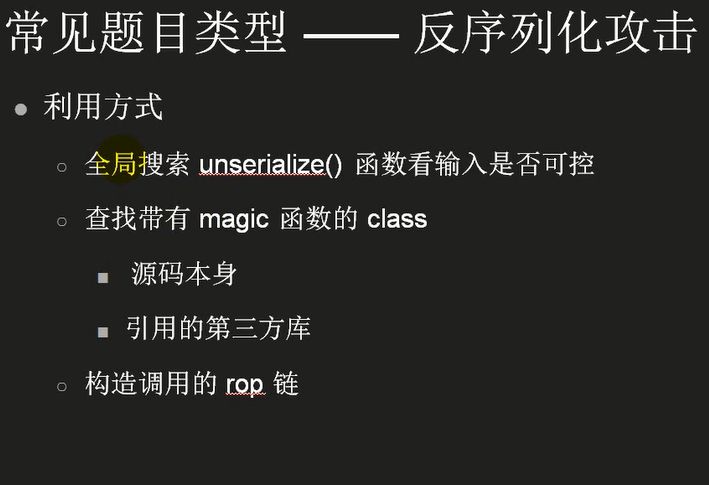 常见题目类型 —— 反序列化攻击
利用方式
全局搜索 unserialize() 函数看输入是否可控
查找带有 magic 函数的 class
源码本身
引用的第三方库
构造调用的 rop 链